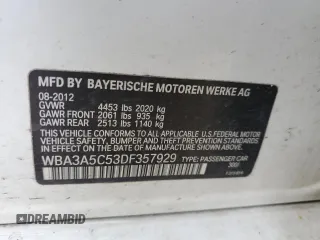 MFD BY BAYERISCHE MOTOREN WERKE AG
08-2012
GVWR 4453 lbs 2020 kg
GAWR FRONT 2061 lbs 935 kg
GAWR REAR 2513 lbs 1140 kg
THIS VEHICLE CONFORMS TO ALL APPLICABLE U.S. FEDERAL MOTOR
VEHICLE SAFETY, BUMPER, AND THEFT PREVENTION STANDARDS
IN EFFECT ON THE DATE OF MANUFACTURE SHOWN ABOVE.
WBA3A5C53DF357929 TYPE: PASSENGER CAR
300
AUTOBIDMASTER